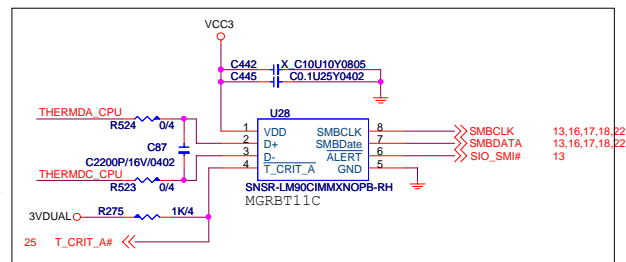 VCC3
C442 X_C10U10Y0805
C445 C0.1U25Y0402
U28
THERMDA_CPU
R524 0/4
C87
C2200P/16V/0402
THERMDC_CPU
R523 0/4
1 VDD SMBCLK 8 SMBCLK 13,16,17,18,22
2 D+ SMBDate 7 SMBDATA 13,16,17,18,22
3 D- ALERT 6 SIO_SMI# 13
4 T_CRIT_A GND 5
SNSR-LM90CIMMXNOPB-RH
MGRBT11C
3VDUAL R275 1K/4
25 T_CRIT_A#